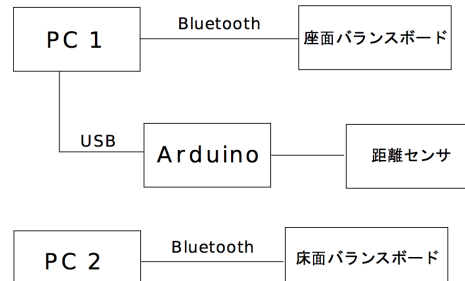 PC 1
Bluetooth
座面バランスボード
USB
Arduino
距離センサ
PC 2
Bluetooth
床面バランスボード